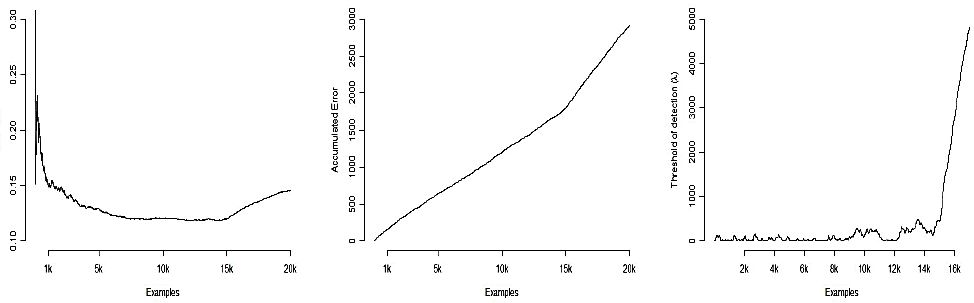 0.30
0.25
0.20
0.15
0.10
1k
5k
10k
15k
20k
Examples
Accumulated Error
3000
2500
2000
1500
1000
500
0
1k
5k
10k
15k
20k
Examples
Threshold of detection (λ)
5000
4000
3000
2000
1000
0
2k
4k
6k
8k
10k
12k
14k
16k
Examples